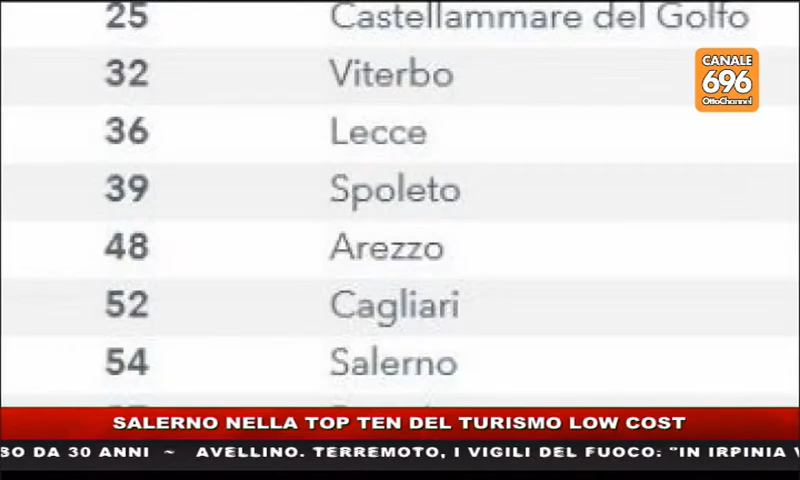 25 Castellammare del Golfo
32 Viterbo
CANALE
696
OttoChannel
36 Lecce
39 Spoleto
48 Arezzo
52 Cagliari
54 Salerno
SALERNO NELLA TOP TEN DEL TURISMO LOW COST
SO DA 30 ANNI ~ AVELLINO. TERREMOTO, I VIGILI DEL FUOCO: "IN IRPINIA V